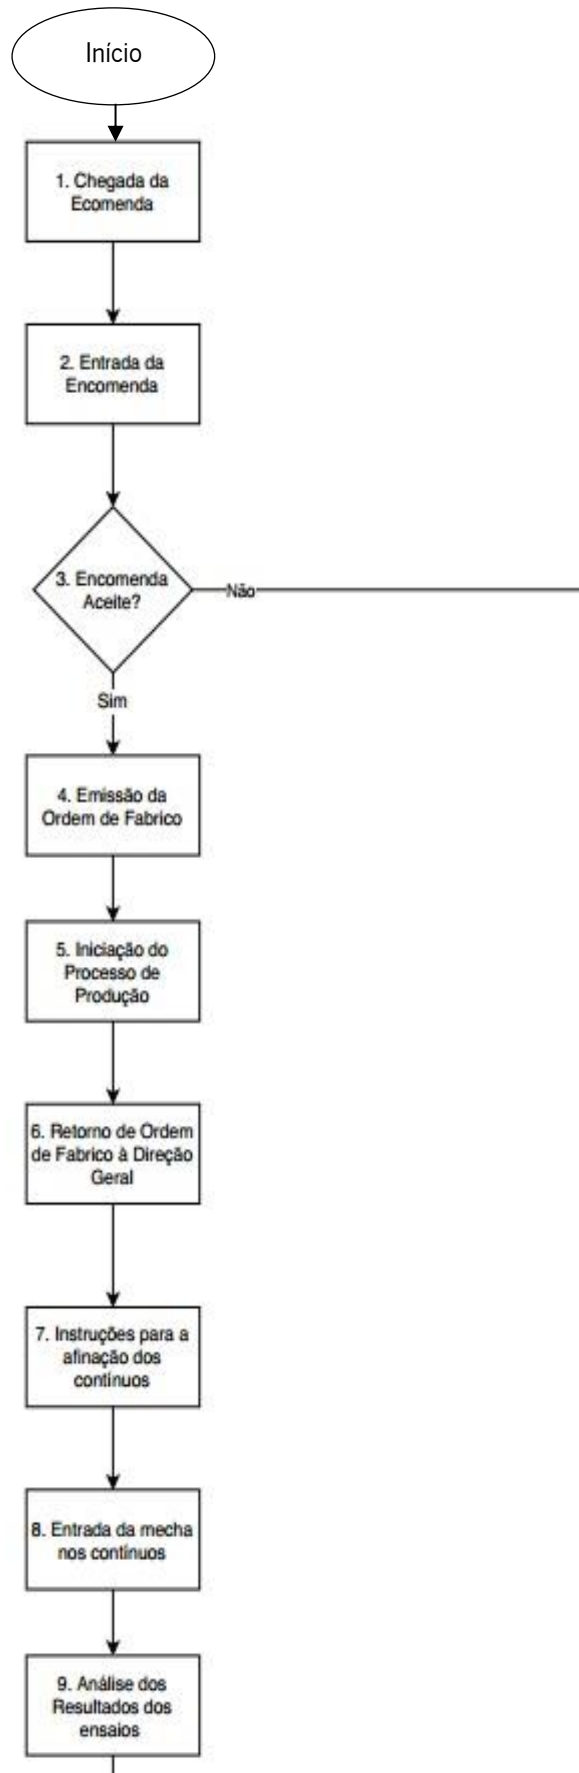 Início
1. Chegada da
Ecomenda
2. Entrada da
Encomenda
3. Encomenda
Aceite?
Não
Sim
4. Emissão da
Ordem de Fabrico
5. Iniciação do
Processo de
Produção
6. Retorno de Ordem
de Fabrico à Direção
Geral
7. Instruções para a
afinação dos
contínuos
8. Entrada da mecha
nos contínuos
9. Análise dos
Resultados dos
ensaios